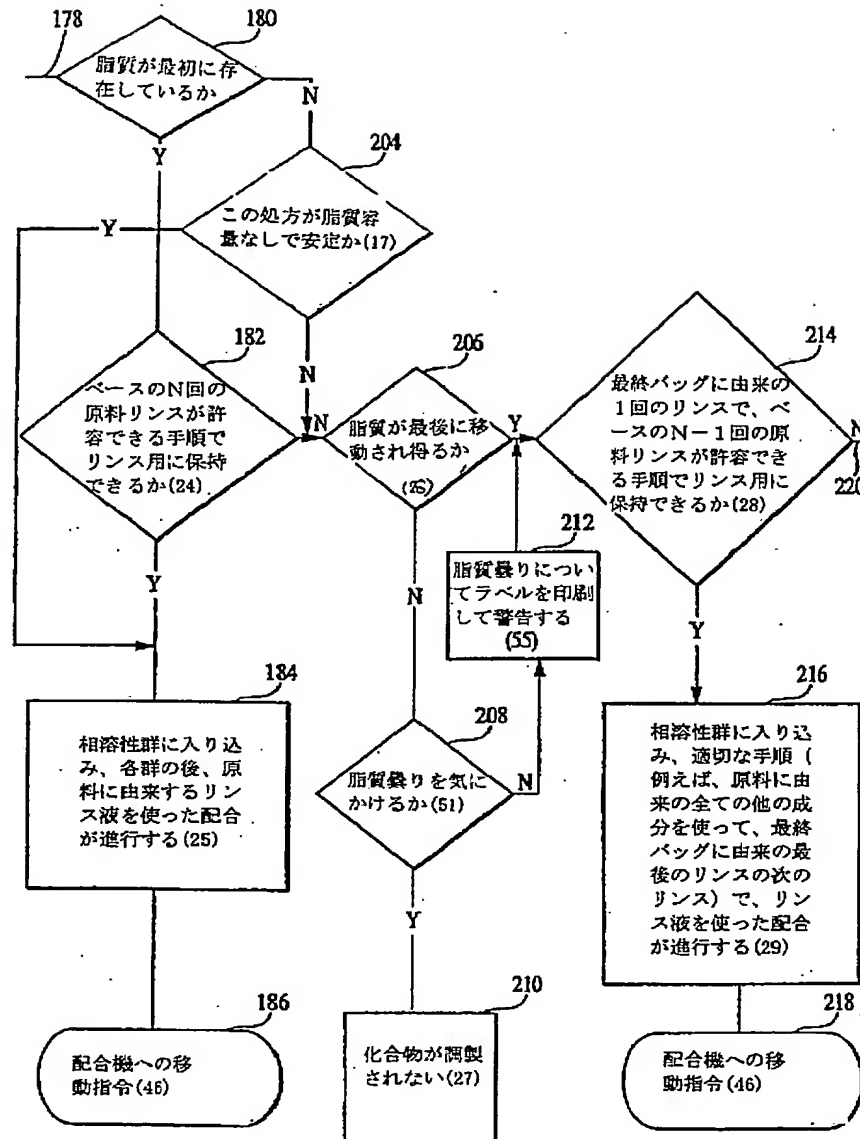 178
180
脂質が最初に存
在しているか
N
Y
204
この処方が脂質容
量なしで安定か(17)
Y
N
182
ベースのN回の
原料リンスが許
容できる手順で
リンス用に保持
できるか(24)
N
Y
206
脂質が最後に移
動され得るか
(26)
Y
N
214
最終バッグに由来の
1回のリンスで、ベ
ースのN-1回の原
料リンスが許容でき
る手順でリンス用に
保持できるか(28)
N
220
Y
212
脂質曇りについ
てラベルを印刷
して警告する
(55)
184
相溶性群に入り込
み、各群の後、原
料に由来するリン
ス液を使った配合
が進行する(25)
208
脂質曇りを気に
かけるか(51)
N
Y
216
相溶性群に入り込
み、適切な手順(
例えば、原料に由
来の全ての他の成
分を使って、最終
バッグに由来の最
後のリンスの次の
リンス)で、リン
ス液を使った配合
が進行する(29)
186
配合機への移
動指令(46)
210
化合物が調製
されない(27)
218
配合機への移
動指令(46)